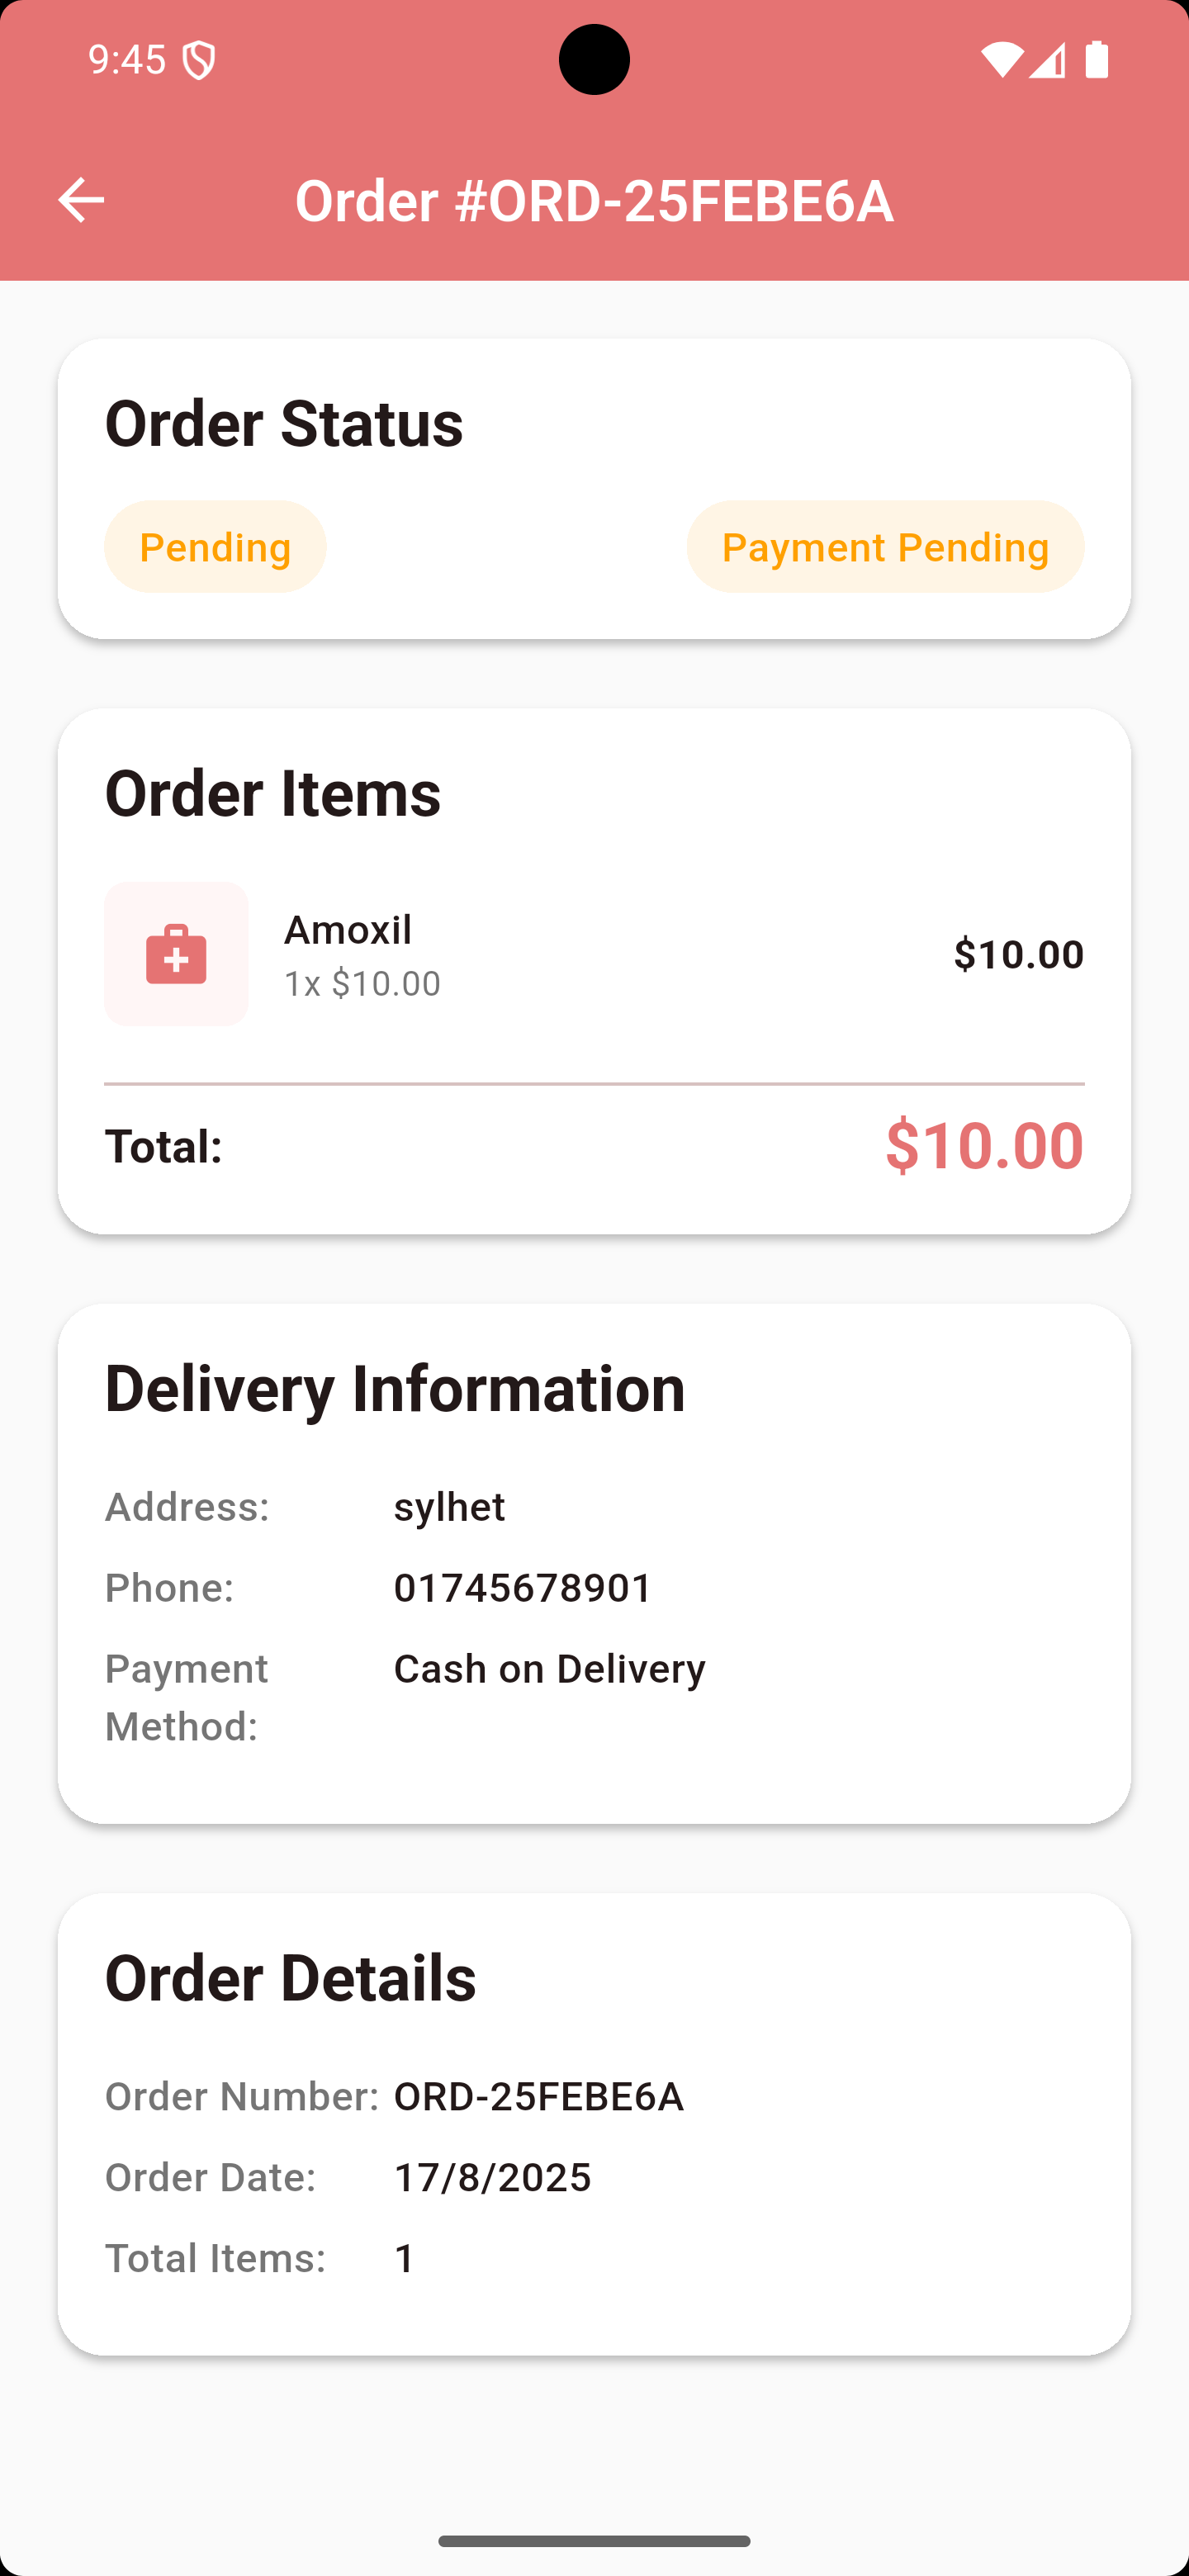 9:45
Order #ORD-25FEBE6A
Order Status
Pending
Payment Pending
Order Items
Amoxil
1x $10.00
$10.00
Total:
$10.00
Delivery Information
Address: sylhet
Phone: 01745678901
Payment Cash on Delivery
Method:
Order Details
Order Number: ORD-25FEBE6A
Order Date: 17/8/2025
Total Items: 1